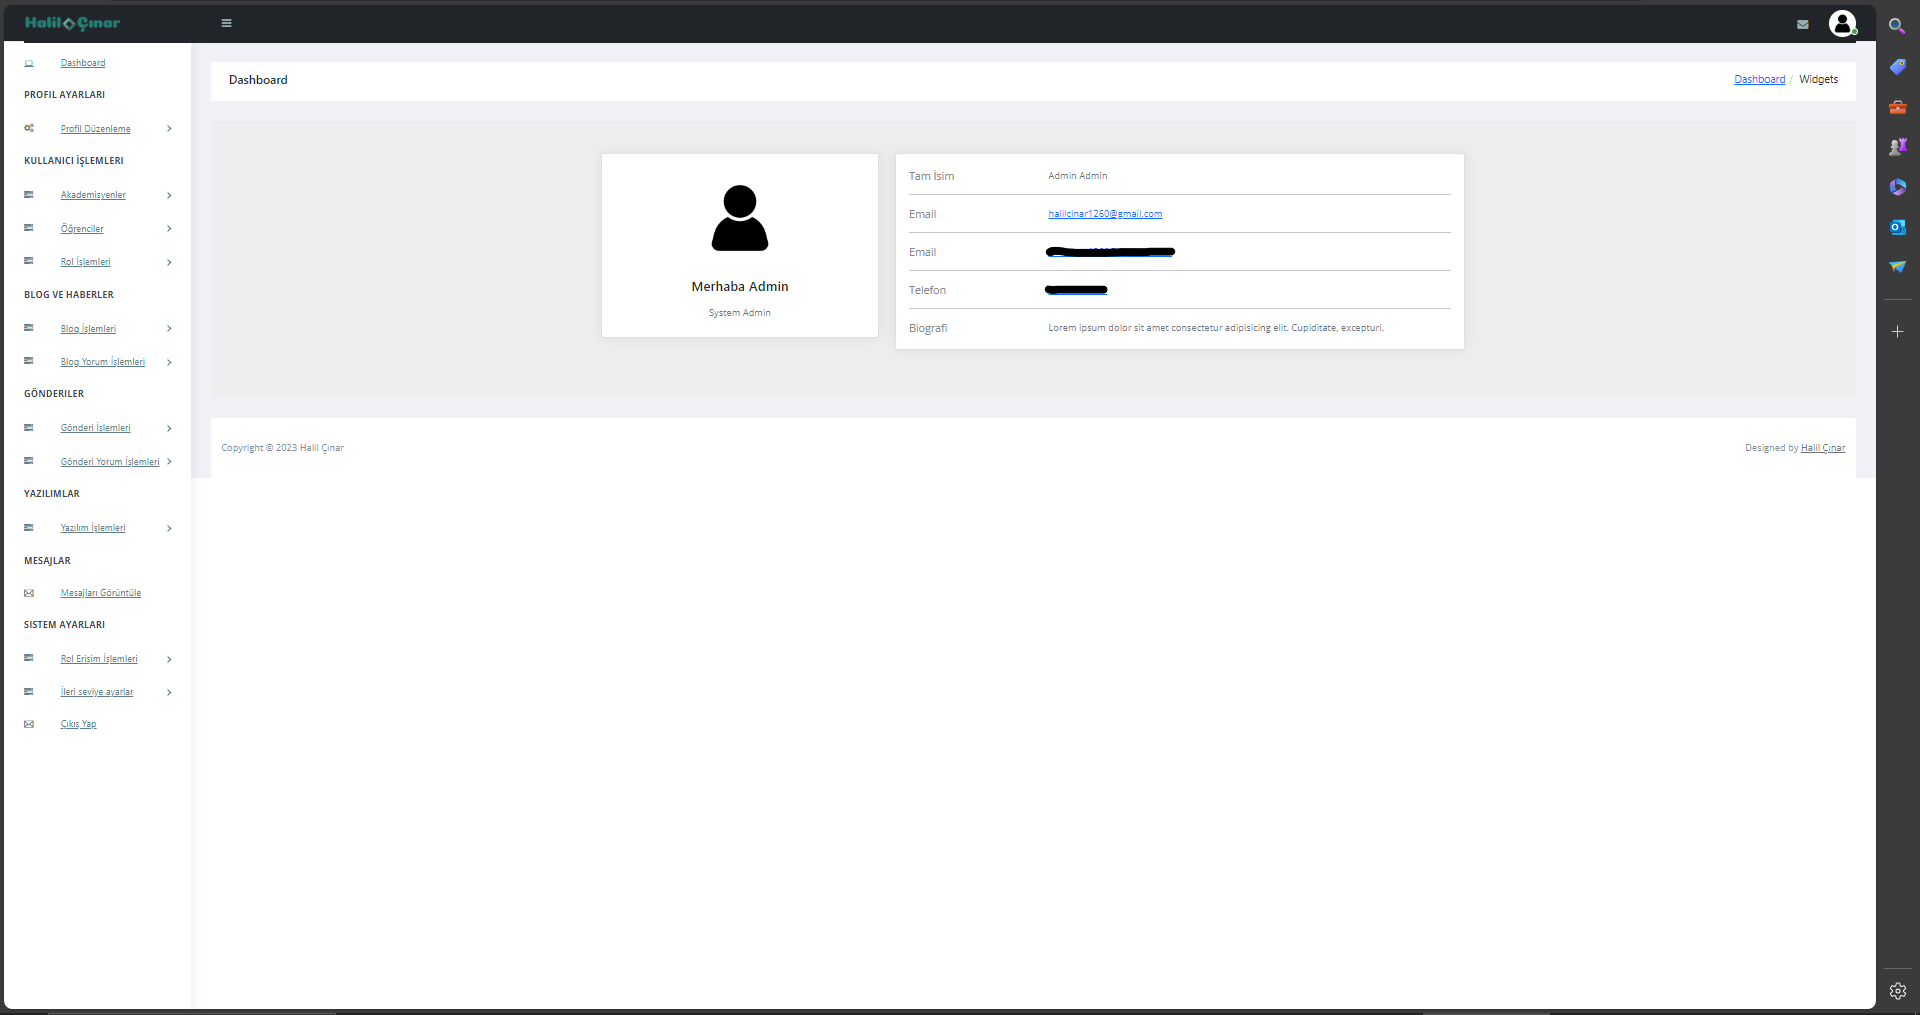 Halil Çınar
Dashboard
PROFIL AYARLARI
Profil Düzenleme
KULLANICI İŞLEMLERI
Akademisyenler
Öğrenciler
Rol İşlemleri
BLOG VE HABERLER
Blog İşlemleri
Blog Yorum İşlemleri
GÖNDERILER
Gönderi İşlemleri
Gönderi Yorum İşlemleri
YAZILIMLAR
Yazılım İşlemleri
MESAJLAR
Mesajları Görüntüle
SISTEM AYARLARI
Rol Erişim İşlemleri
İleri seviye ayarlar
Çıkış Yap
Dashboard
Dashboard / Widgets
Merhaba Admin
System Admin
Tam İsim Admin Admin
Email halilcinar1260@gmail.com
Email
Telefon
Biografi Lorem ipsum dolor sit amet consectetur adipisicing elit. Cupiditate, excepturi.
Copyright © 2023 Halil Çınar
Designed by Halil Çınar